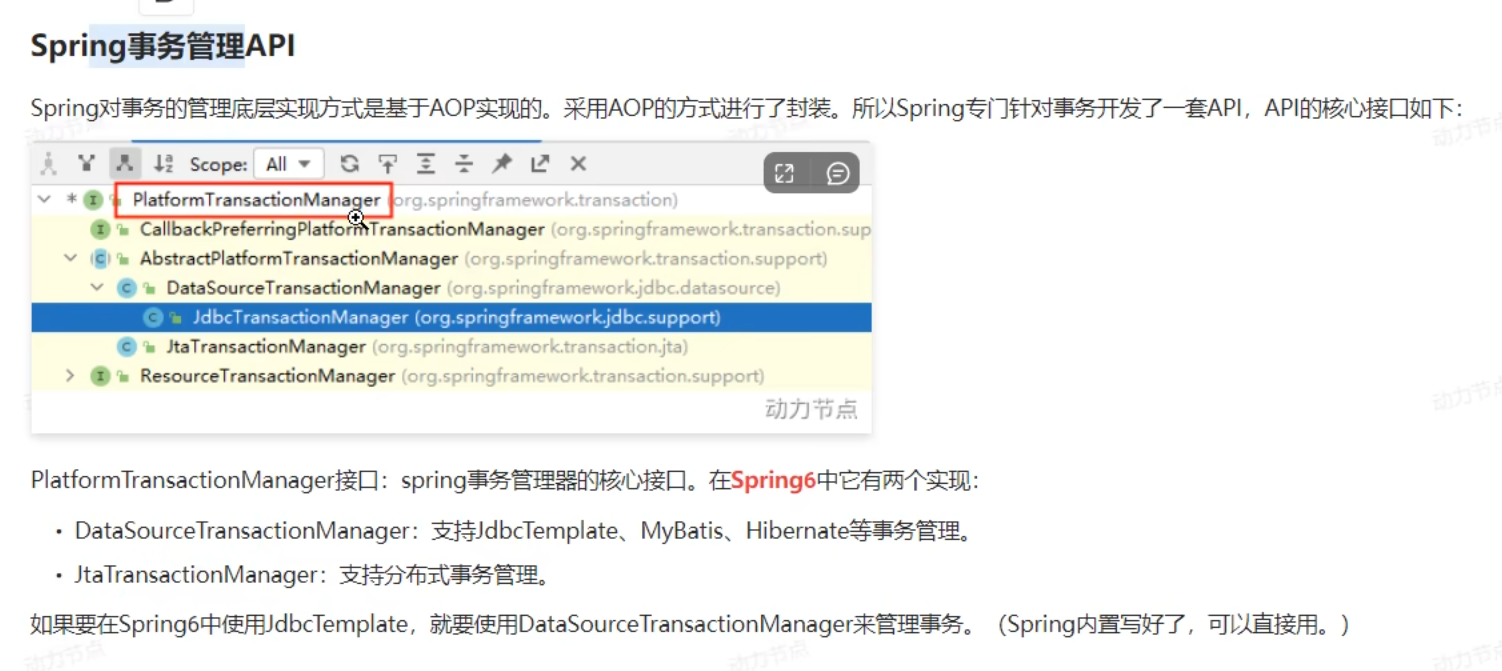 Spring事务管理API
Spring对事务的管理底层实现方式是基于AOP实现的。采用AOP的方式进行了封装。所以Spring专门针对事务开发了一套API，API的核心接口如下：
Scope: All
PlatformTransactionManager (org.springframework.transaction)
CallbackPreferringPlatformTransactionManager (org.springframework.transaction.sup
AbstractPlatformTransactionManager (org.springframework.transaction.support)
DataSourceTransactionManager (org.springframework.jdbc.datasource)
JdbcTransactionManager (org.springframework.jdbc.support)
JtaTransactionManager (org.springframework.transaction.jta)
ResourceTransactionManager (org.springframework.transaction.support)
动力节点
PlatformTransactionManager接口：spring事务管理器的核心接口。在Spring6中它有两个实现：
• DataSourceTransactionManager：支持JdbcTemplate、MyBatis、Hibernate等事务管理。
• JtaTransactionManager：支持分布式事务管理。
如果要在Spring6中使用JdbcTemplate，就要使用DataSourceTransactionManager来管理事务。（Spring内置写好了，可以直接用。）